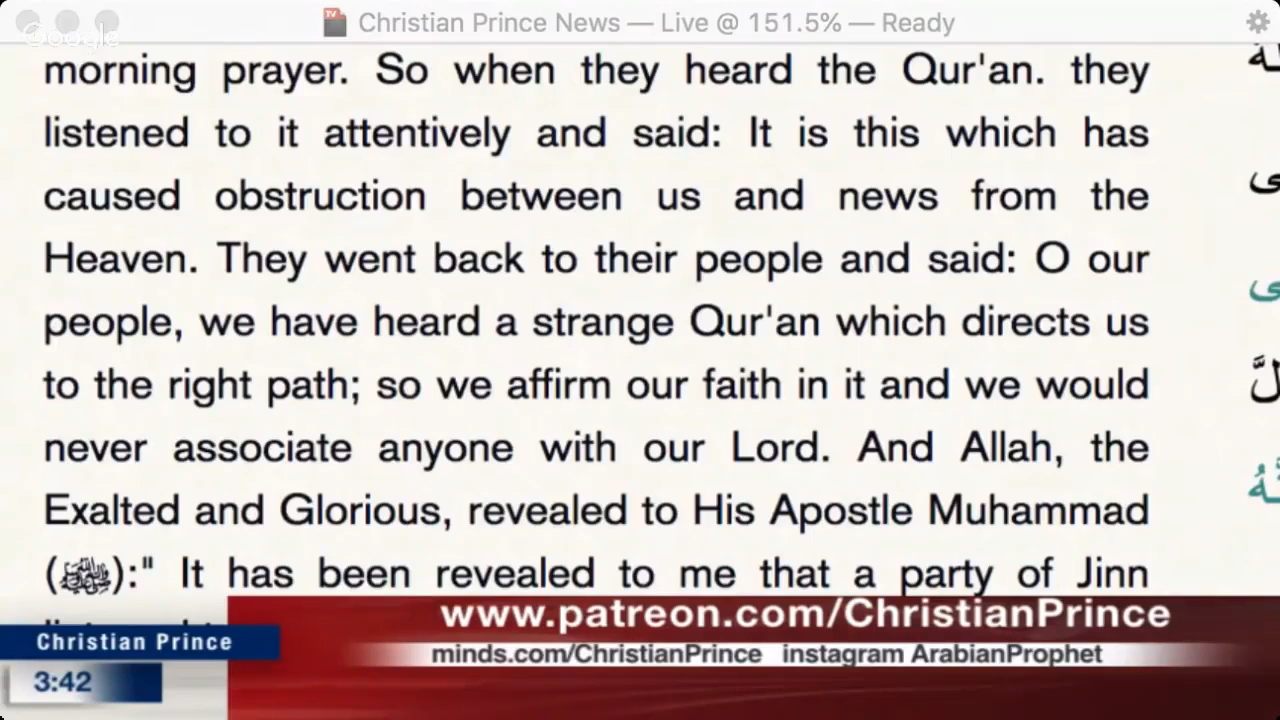 Christian Prince News — Live @ 151.5% — Ready
Google
morning prayer. So when they heard the Qur'an. they
listened to it attentively and said: It is this which has
caused obstruction between us and news from the
Heaven. They went back to their people and said: O our
people, we have heard a strange Qur'an which directs us
to the right path; so we affirm our faith in it and we would
never associate anyone with our Lord. And Allah, the
Exalted and Glorious, revealed to His Apostle Muhammad
(ﷺ):" It has been revealed to me that a party of Jinn
www.patreon.com/ChristianPrince
Christian Prince
minds.com/ChristianPrince instagram ArabianProphet
3:42